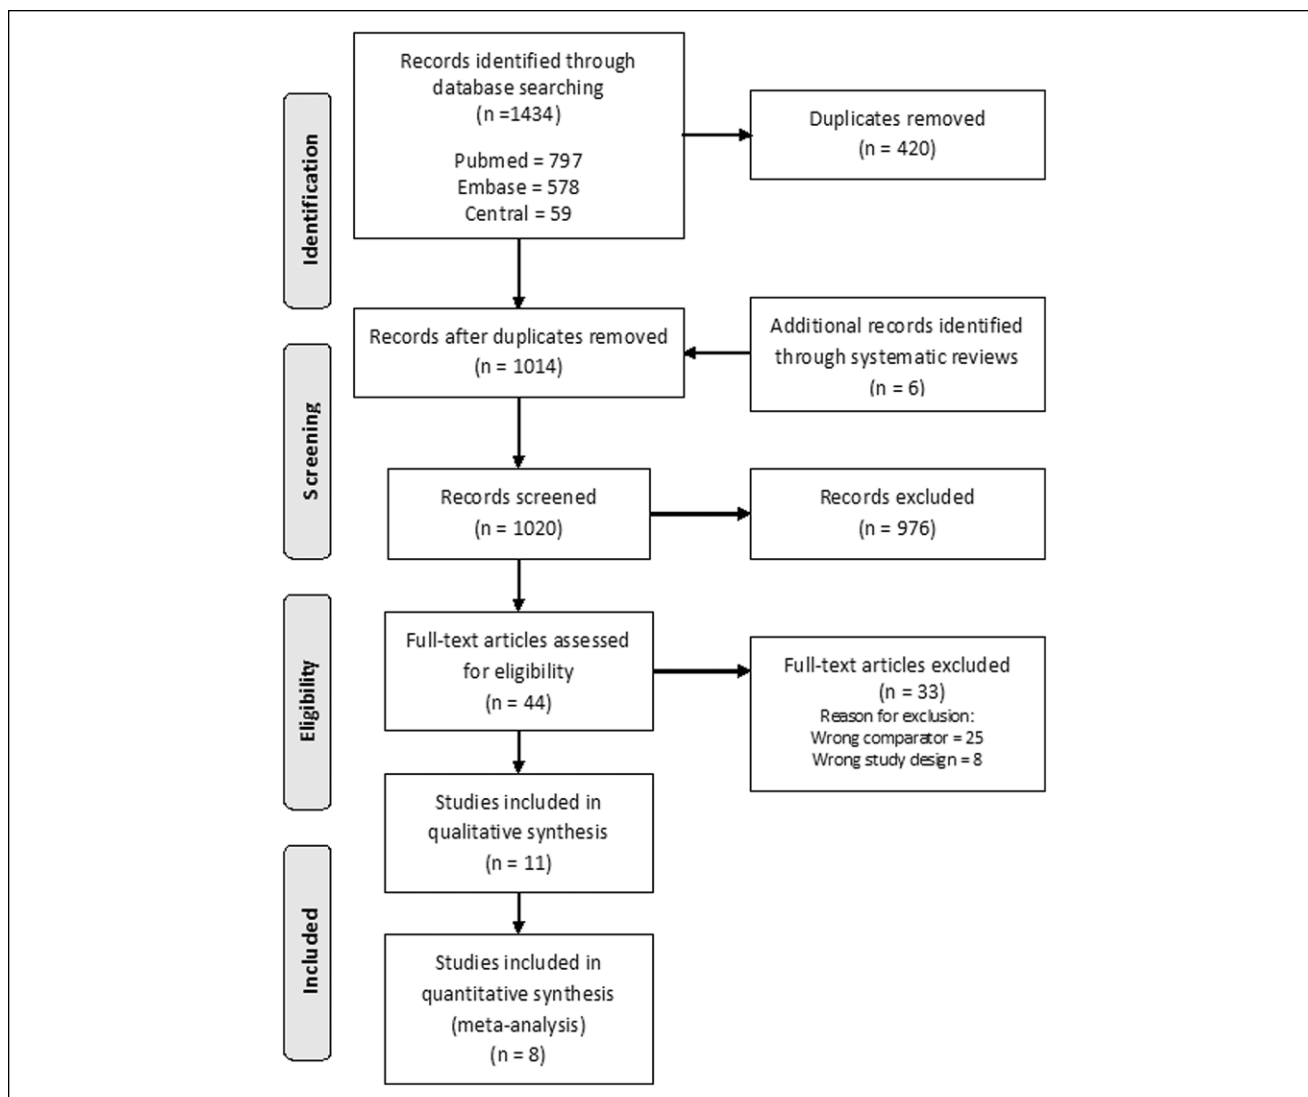 Identification
Records identified through
database searching
(n =1434)
Pubmed = 797
Embase = 578
Central = 59
Duplicates removed
(n = 420)
Records after duplicates removed
(n = 1014)
Additional records identified
through systematic reviews
(n = 6)
Screening
Records screened
(n = 1020)
Records excluded
(n = 976)
Eligibility
Full-text articles assessed
for eligibility
(n = 44)
Full-text articles excluded
(n = 33)
Reason for exclusion:
Wrong comparator = 25
Wrong study design = 8
Studies included in
qualitative synthesis
(n = 11)
Included
Studies included in
quantitative synthesis
(meta-analysis)
(n = 8)